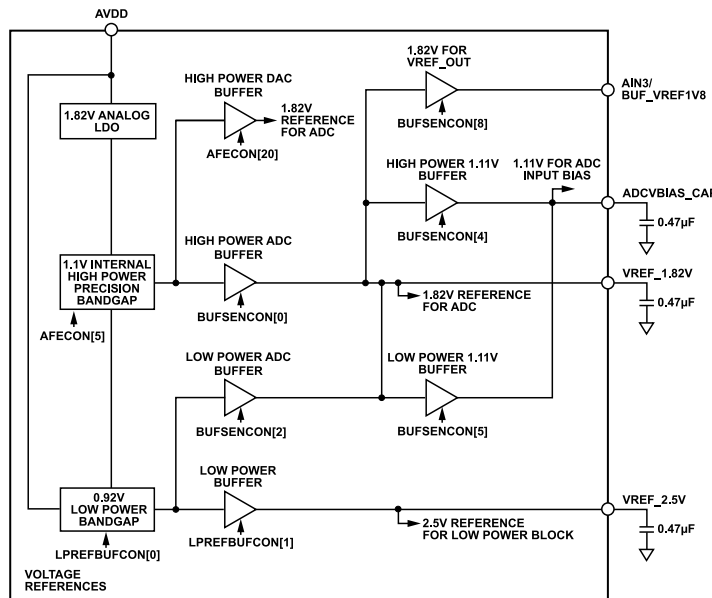 AVDD
1.82V FOR
VREF_OUT
HIGH POWER DAC
BUFFER
AIN3/
BUF_VREF1V8
1.82V ANALOG
LDO
1.82V
REFERENCE
FOR ADC
BUFSENCON[8]
AFECON[20]
HIGH POWER 1.11V
BUFFER
1.11V FOR ADC
INPUT BIAS
ADCVBIAS_CAP
BUFSENCON[4]
0.47µF
HIGH POWER ADC
BUFFER
1.1V INTERNAL
HIGH POWER
PRECISION
BANDGAP
VREF_1.82V
1.82V REFERENCE
FOR ADC
BUFSENCON[0]
0.47µF
AFECON[5]
LOW POWER ADC
BUFFER
LOW POWER 1.11V
BUFFER
BUFSENCON[2]
BUFSENCON[5]
LOW POWER
BUFFER
0.92V
LOW POWER
BANDGAP
VREF_2.5V
2.5V REFERENCE
FOR LOW POWER BLOCK
0.47µF
LPREFBUFCON[0]
LPREFBUFCON[1]
VOLTAGE
REFERENCES